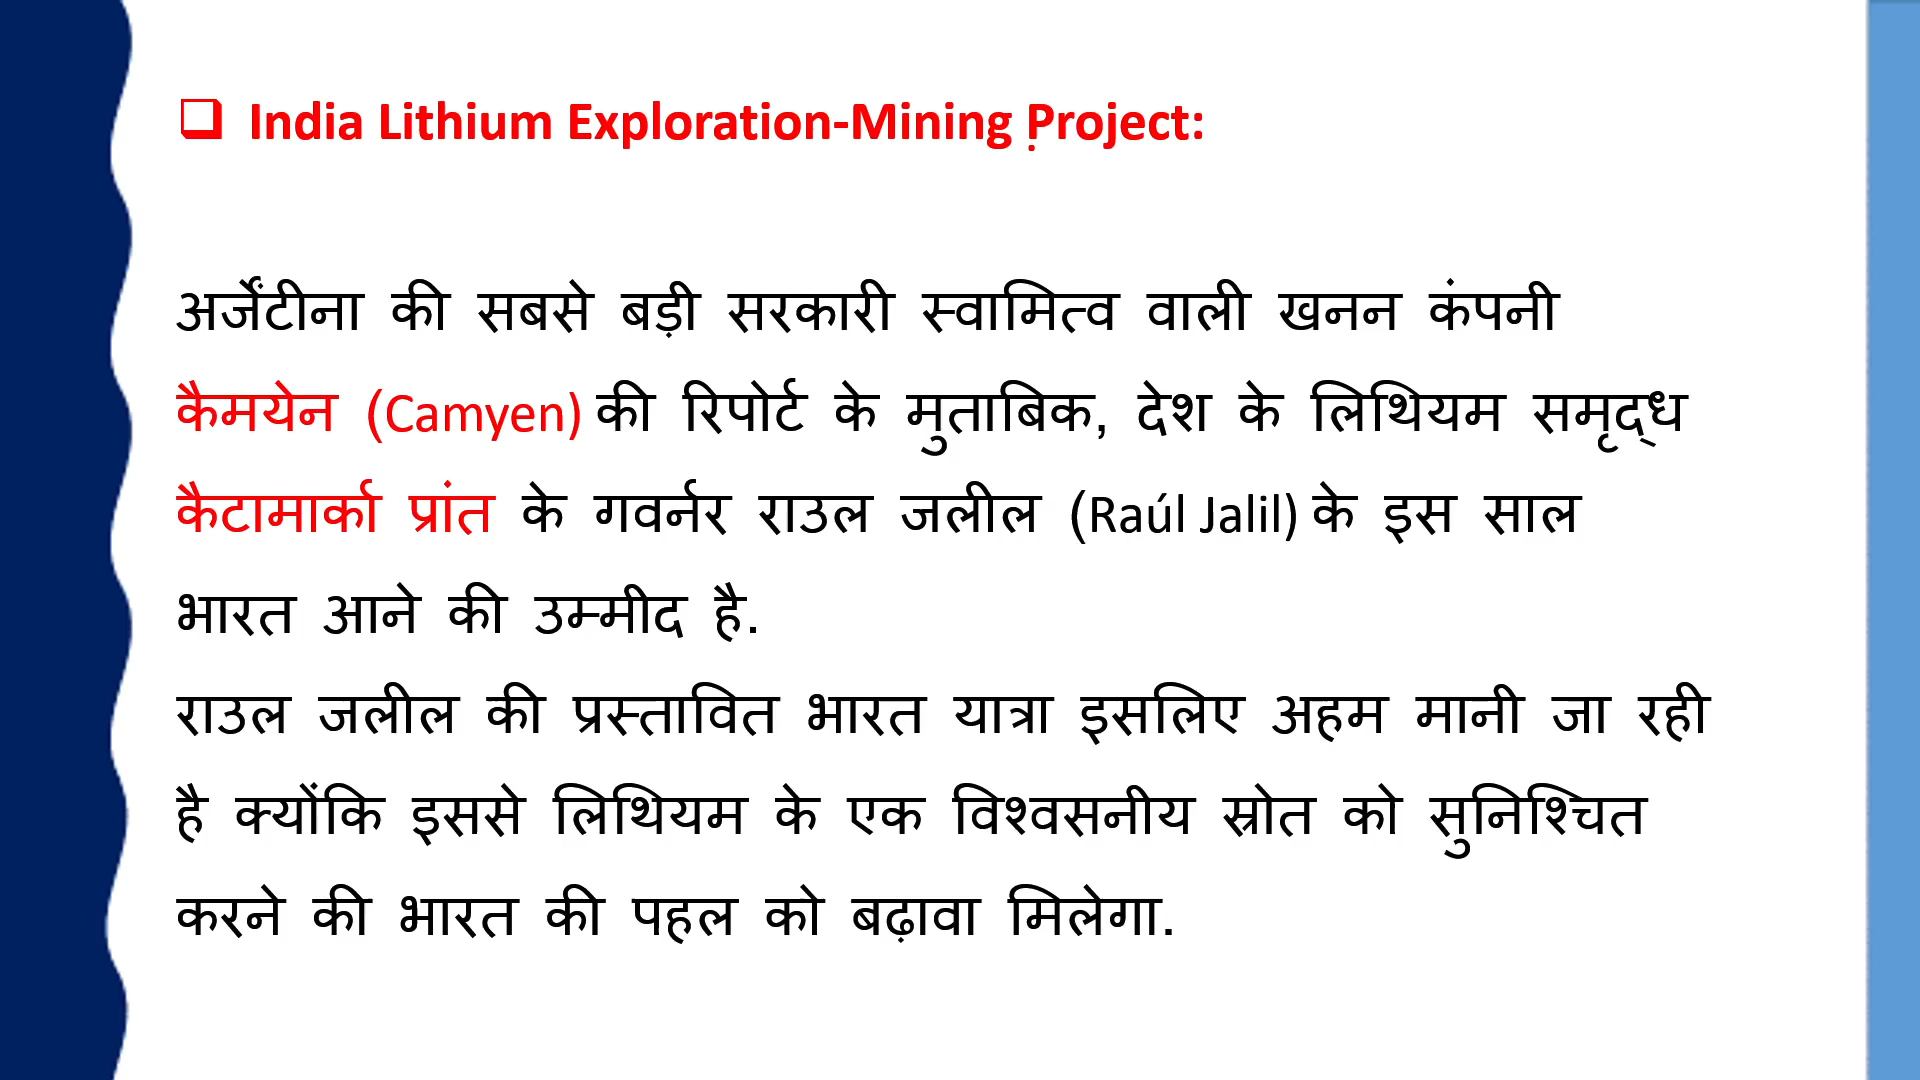 India Lithium Exploration-Mining Project:
अर्जेंटीना की सबसे बड़ी सरकारी स्वामित्व वाली खनन कंपनी
कैमयेन (Camyen) की रिपोर्ट के मुताबिक, देश के लिथियम समृद्ध
कैटामार्का प्रांत के गवर्नर राउल जलील (Raúl Jalil) के इस साल
भारत आने की उम्मीद है.
राउल जलील की प्रस्तावित भारत यात्रा इसलिए अहम मानी जा रही
है क्योंकि इससे लिथियम के एक विश्वसनीय स्रोत को सुनिश्चित
करने की भारत की पहल को बढ़ावा मिलेगा.